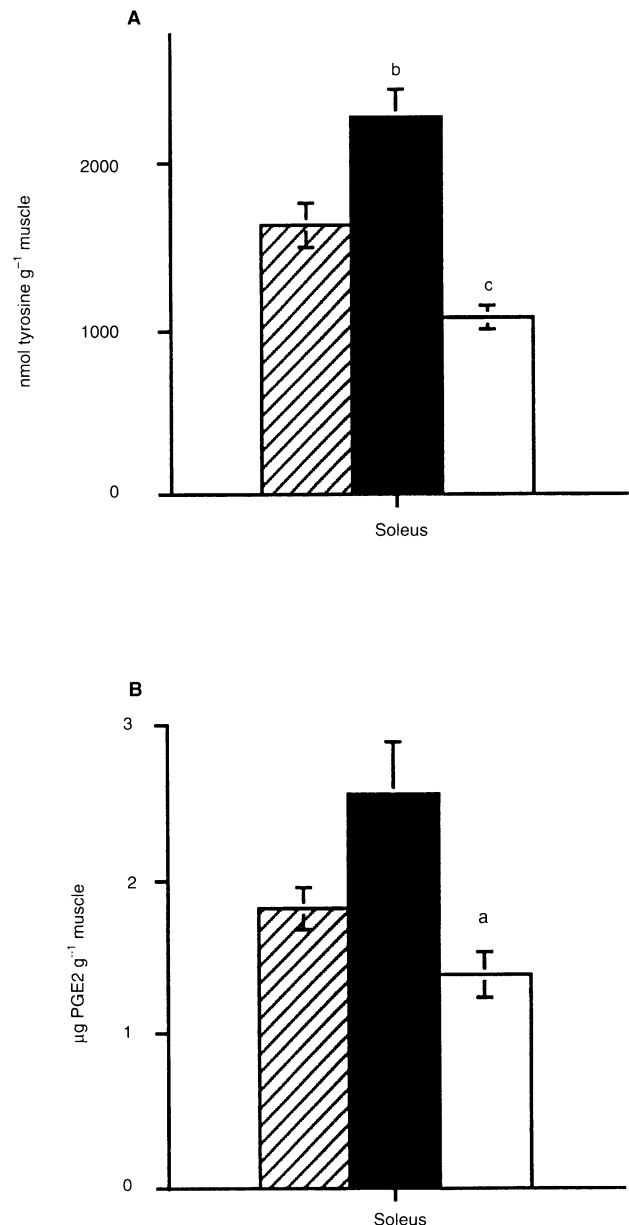 A
b
2000
c
nmol tyrosine g⁻¹ muscle
1000
0
Soleus
B
3
2
a
µg PGE2 g⁻¹ muscle
1
0
Soleus